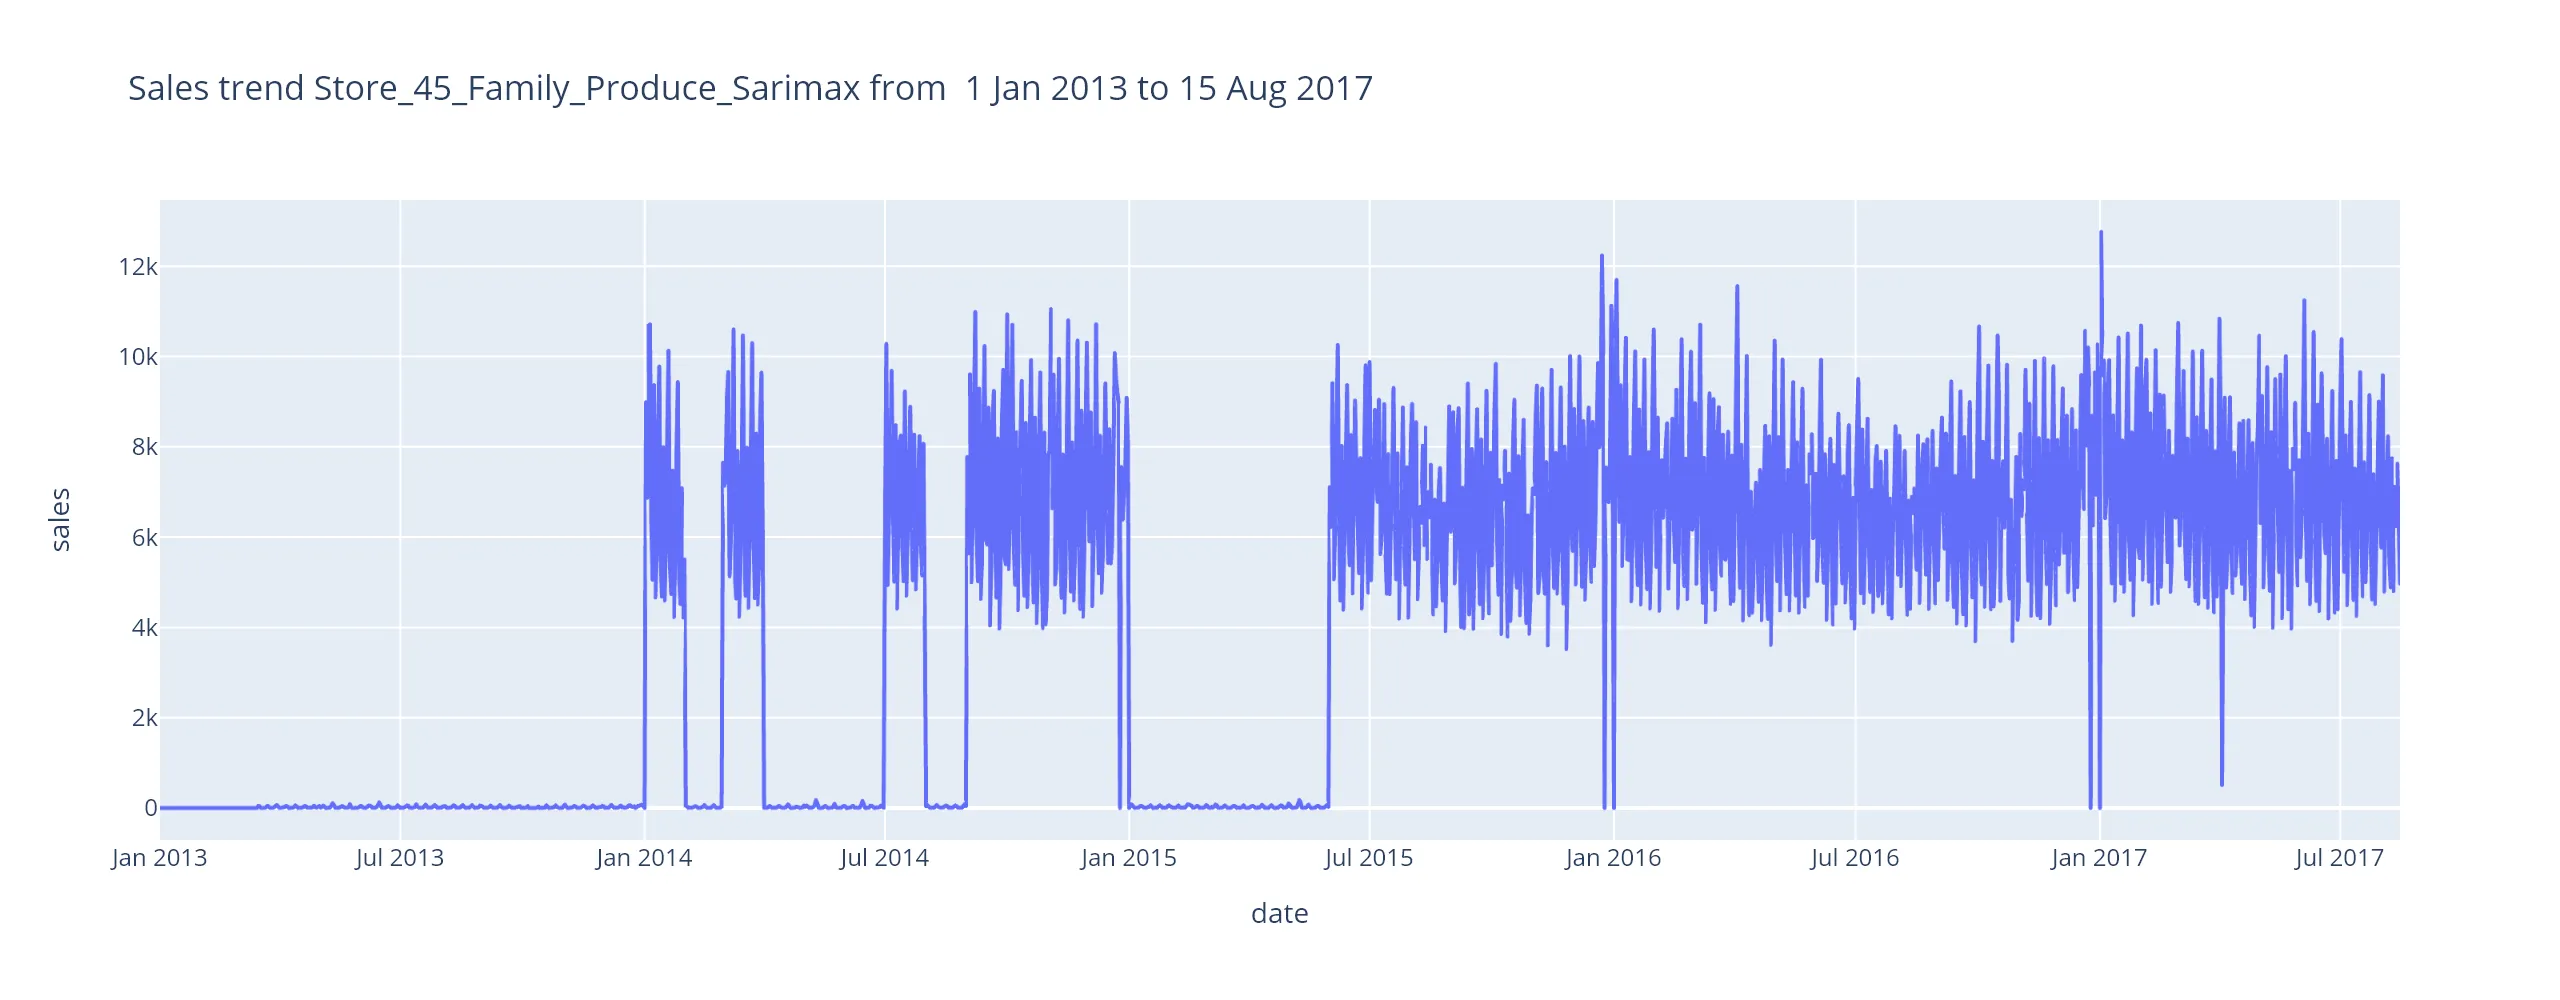 Sales trend Store_45_Family_Produce_Sarimax from  1 Jan 2013 to 15 Aug 2017
12k
10k
8k
6k
4k
2k
0
sales
Jan 2013 Jul 2013 Jan 2014 Jul 2014 Jan 2015 Jul 2015 Jan 2016 Jul 2016 Jan 2017 Jul 2017
date